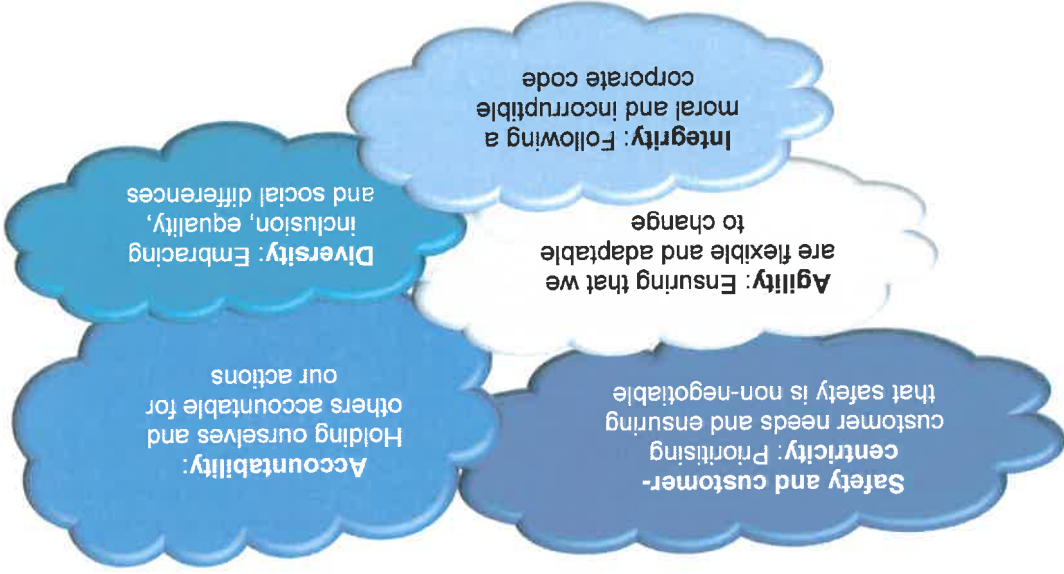 Safety and customer-
centricity: Prioritising
customer needs and ensuring
that safety is non-negotiable
Accountability:
Holding ourselves and
others accountable for
our actions
Agility: Ensuring that we
are flexible and adaptable
to change
Diversity: Embracing
inclusion, equality,
and social differences
Integrity: Following a
moral and incorruptible
corporate code